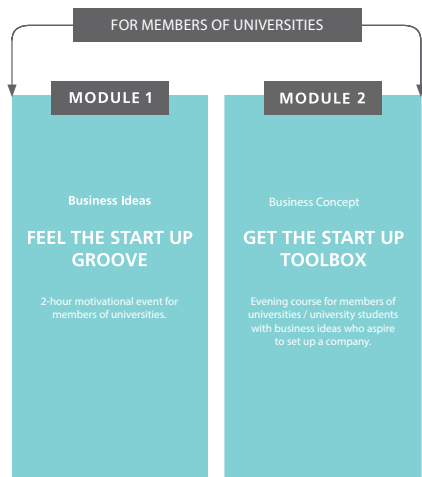 FOR MEMBERS OF UNIVERSITIES
MODULE 1
Business Ideas
FEEL THE START UP
GROOVE
2-hour motivational event for
members of universities.
MODULE 2
Business Concept
GET THE START UP
TOOLBOX
Evening course for members of
universities / university students
with business ideas who aspire
to set up a company.